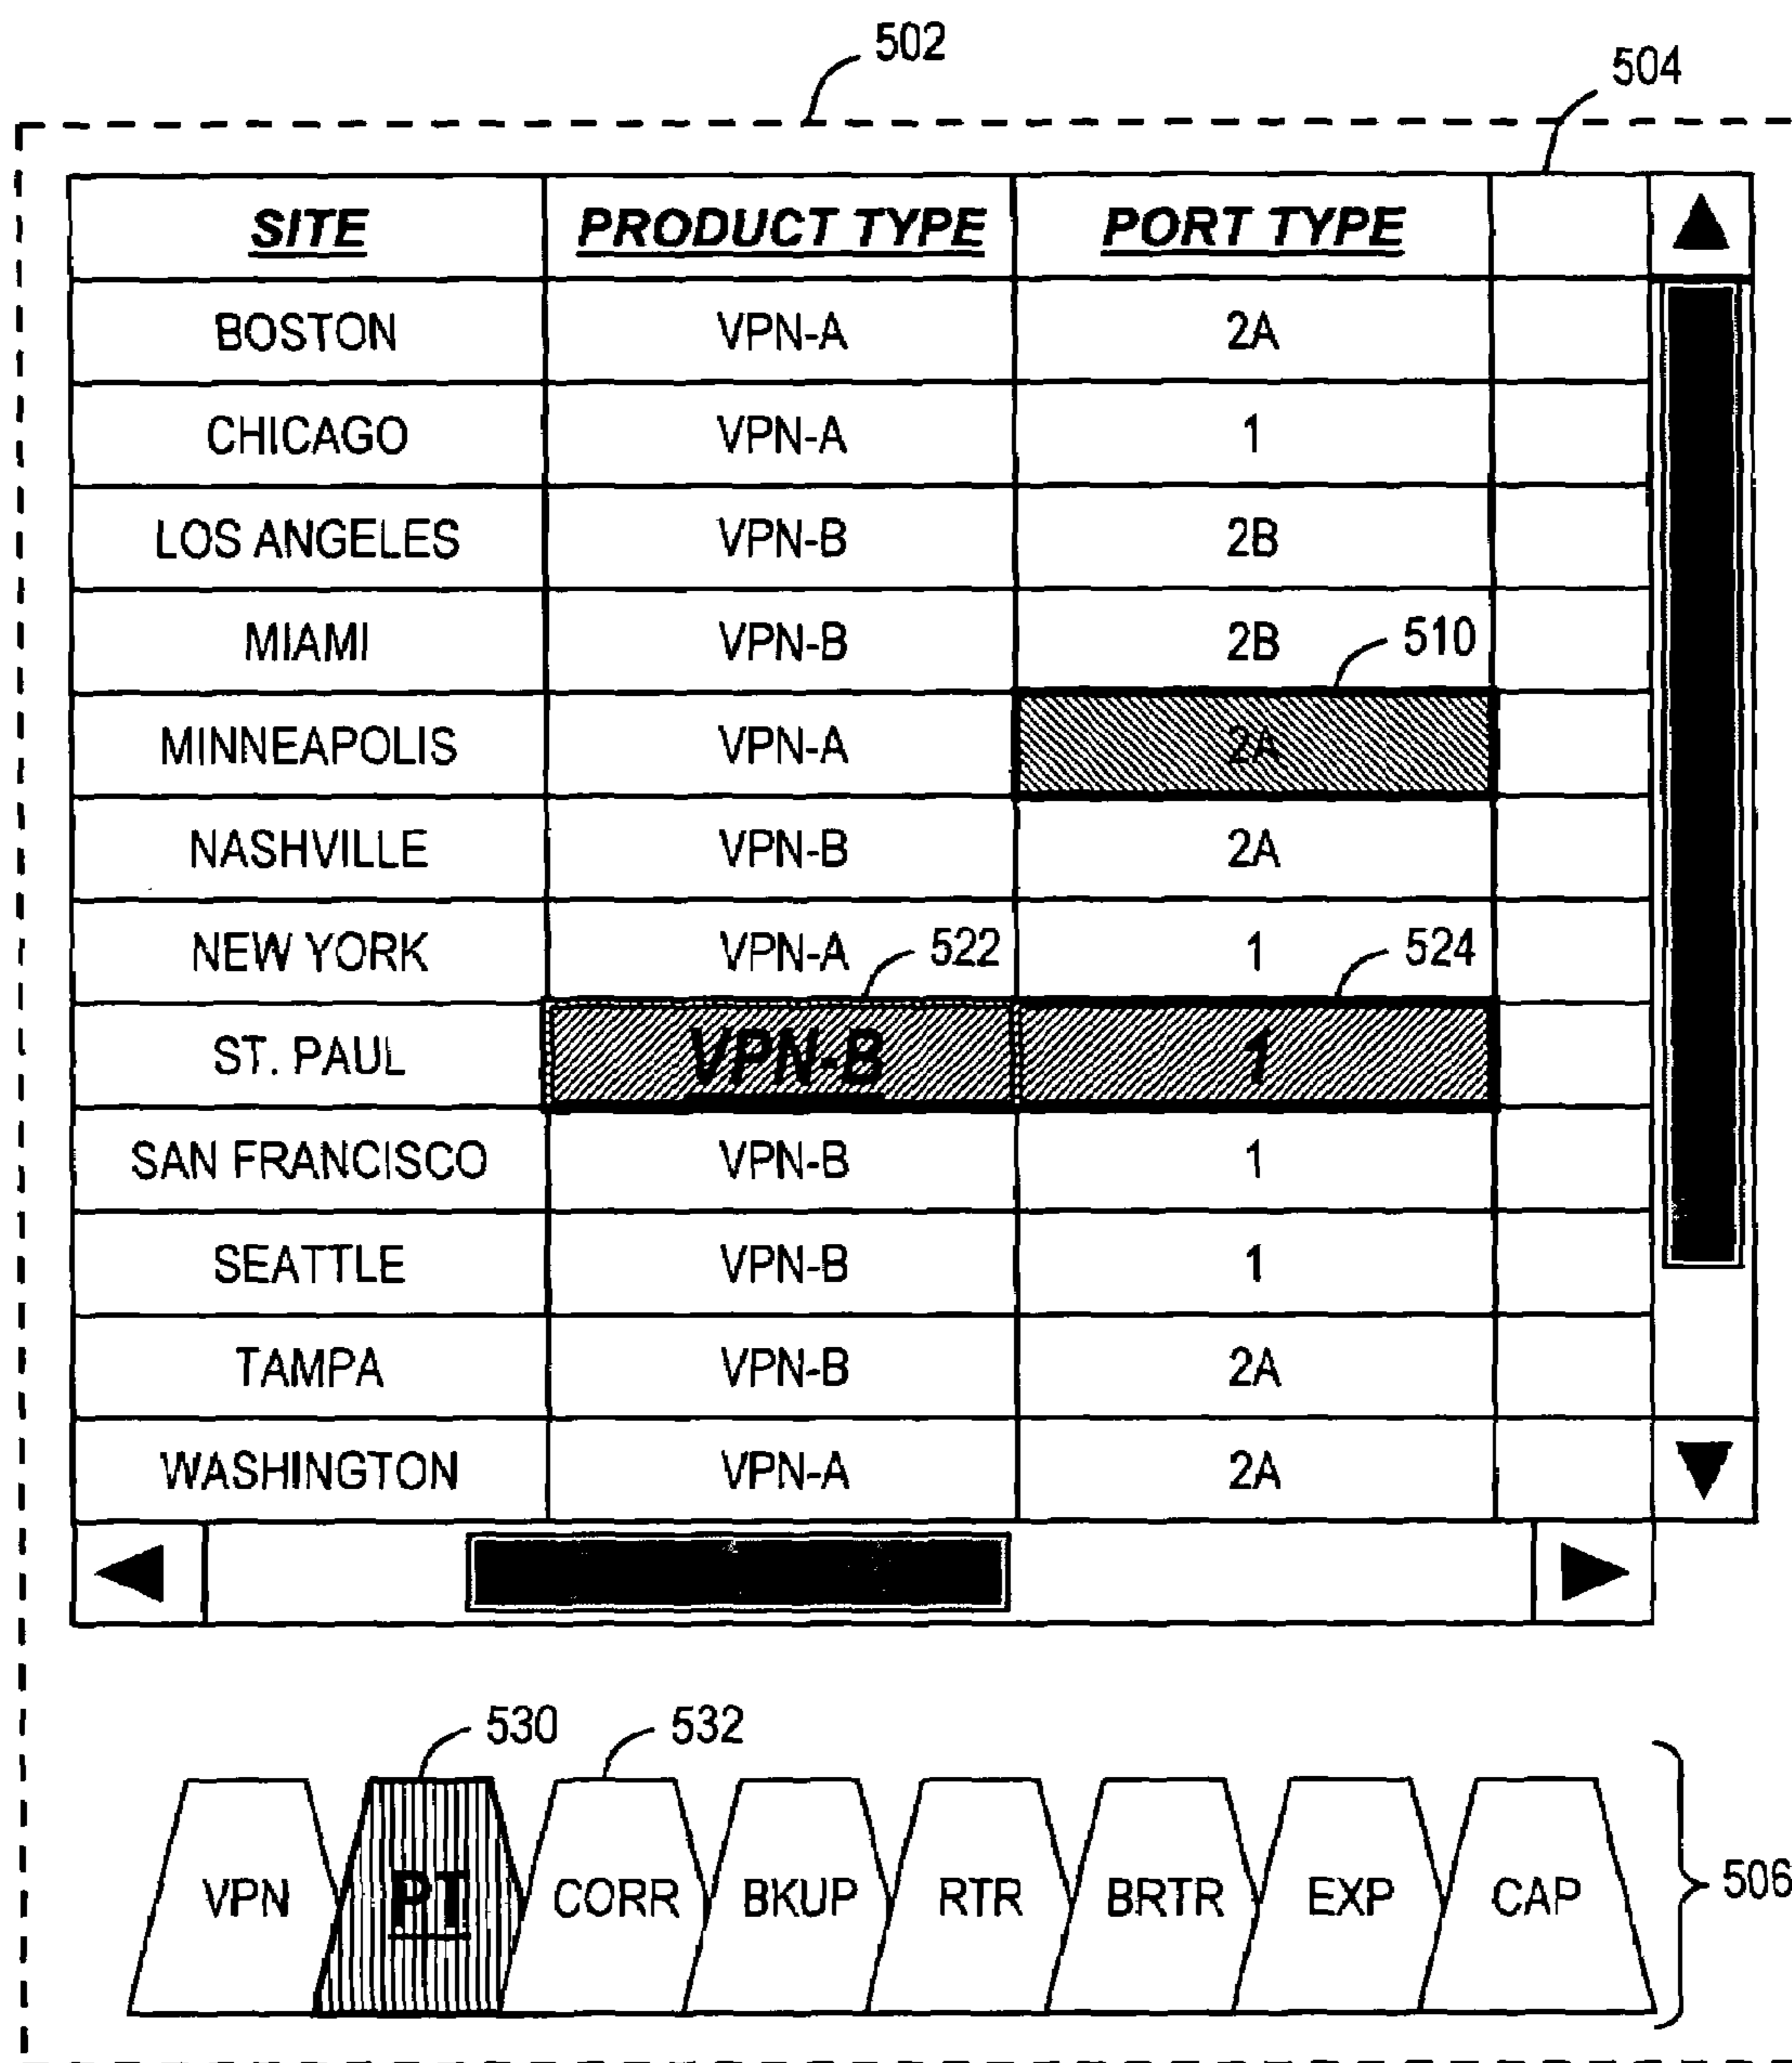 502
504
SITE PRODUCT TYPE PORT TYPE
BOSTON VPN-A 2A
CHICAGO VPN-A 1
LOS ANGELES VPN-B 2B
MIAMI VPN-B 2B 510
MINNEAPOLIS VPN-A 2A
NASHVILLE VPN-B 2A
NEW YORK VPN-A 522 1 524
ST. PAUL VPN-B 1
SAN FRANCISCO VPN-B 1
SEATTLE VPN-B 1
TAMPA VPN-B 2A
WASHINGTON VPN-A 2A
530 532
VPN PT CORR BKUP RTR BRTR EXP CAP 506